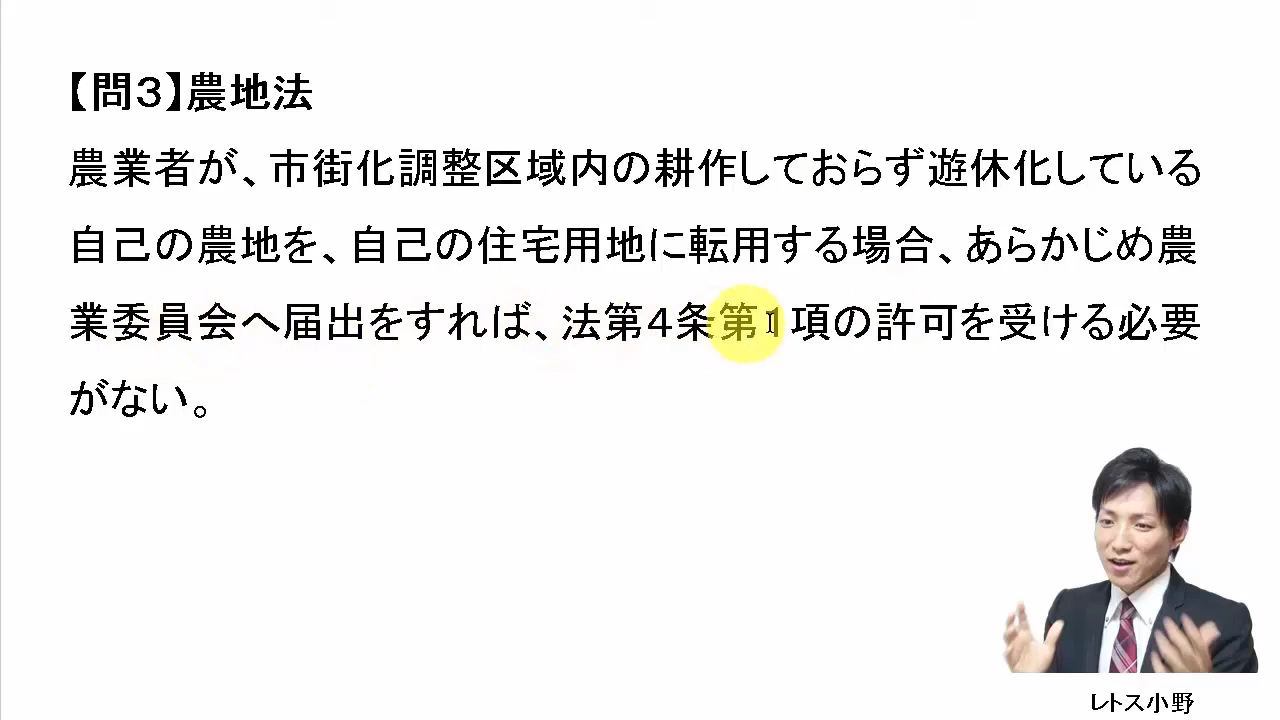 【問３】農地法
農業者が、市街化調整区域内の耕作しておらず遊休化している
自己の農地を、自己の住宅用地に転用する場合、あらかじめ農
業委員会へ届出をすれば、法第４条第１項の許可を受ける必要
がない。
レトス小野